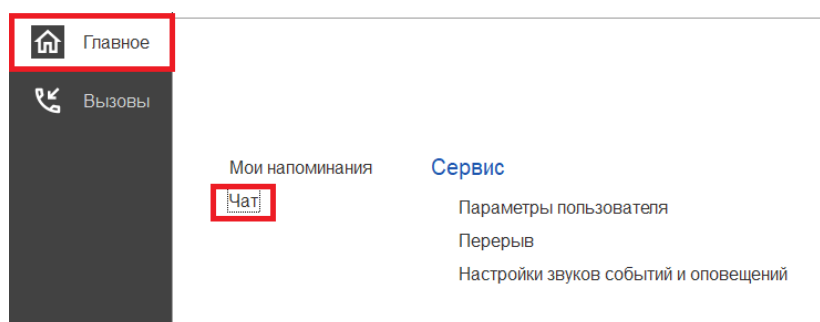 Главное
Вызовы
Мои напоминания
Чат
Сервис
Параметры пользователя
Перерыв
Настройки звуков событий и оповещений